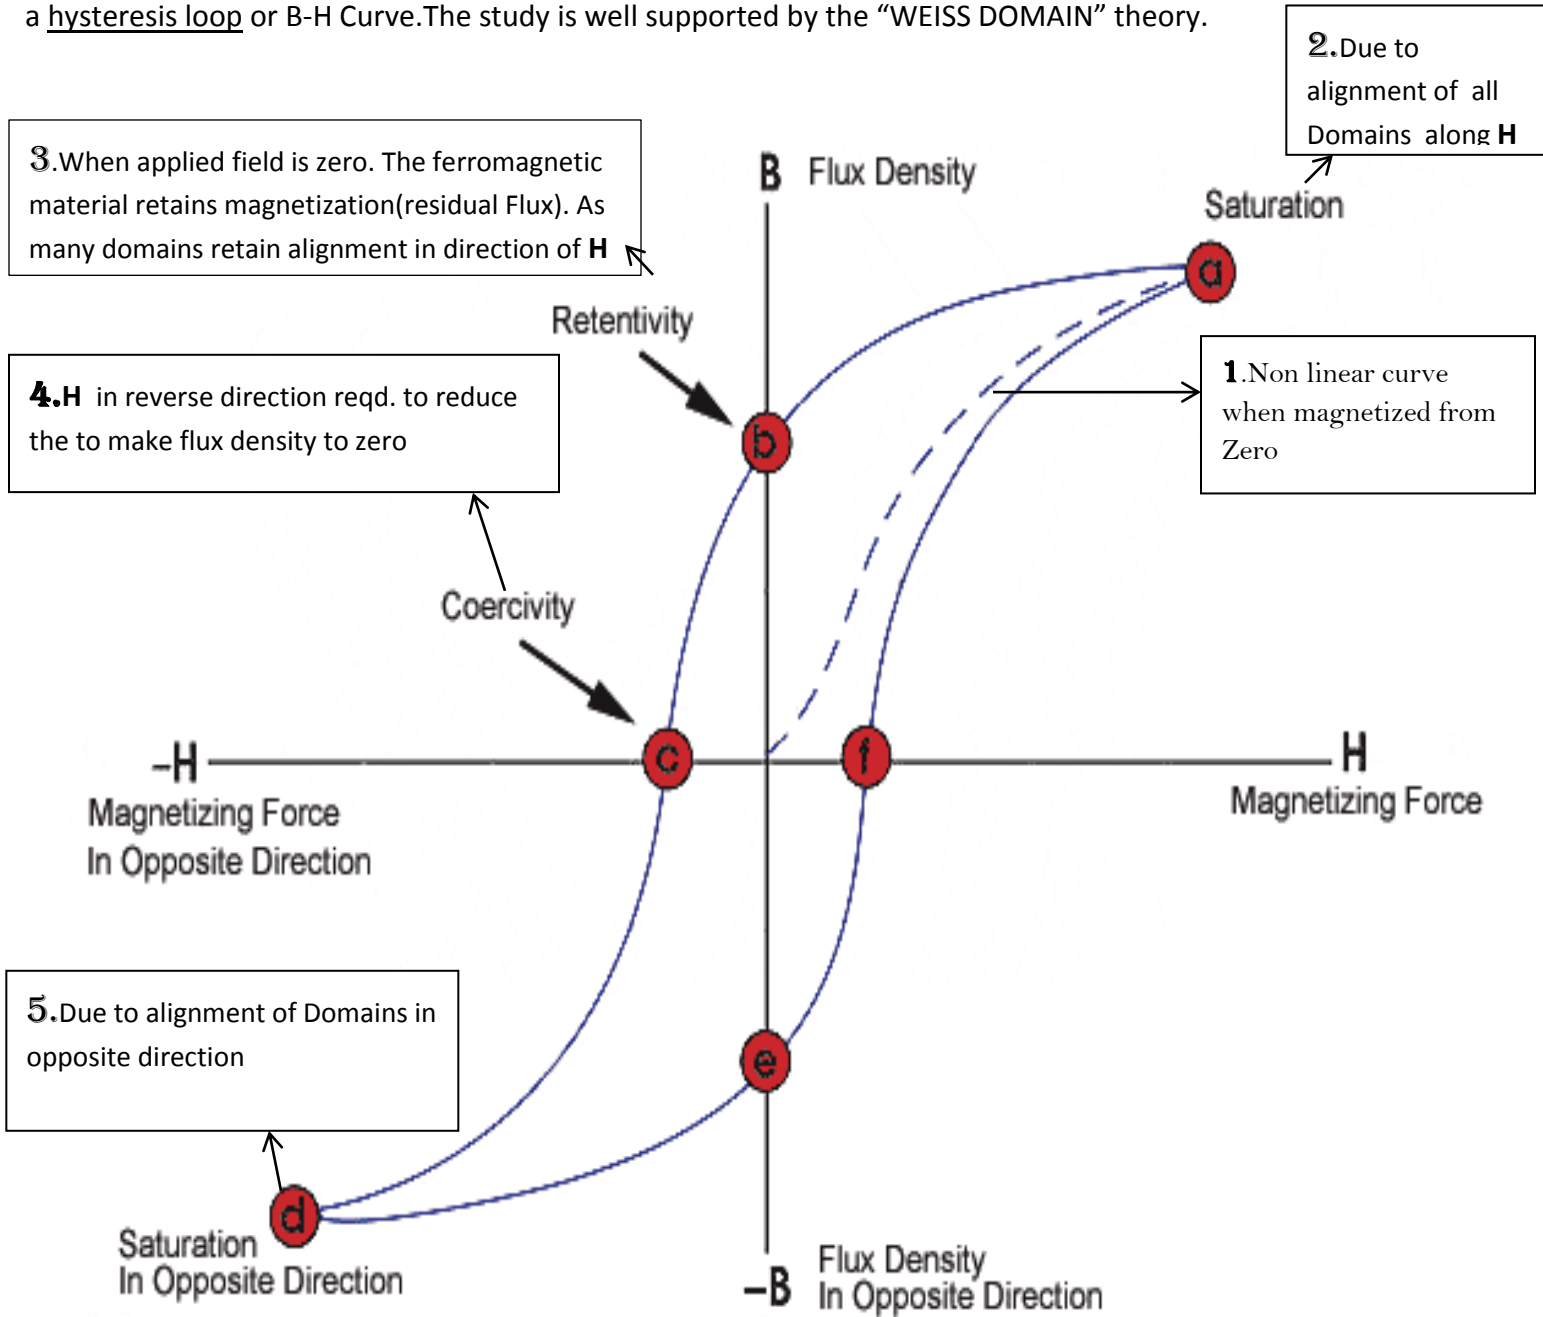 a hysteresis loop or B-H Curve.The study is well supported by the “WEISS DOMAIN” theory.
2.Due to
alignment of all
Domains along H
3.When applied field is zero. The ferromagnetic
material retains magnetization(residual Flux). As
many domains retain alignment in direction of H
B Flux Density
Saturation
a
Retentivity
4.H in reverse direction reqd. to reduce
the to make flux density to zero
1.Non linear curve
when magnetized from
Zero
b
Coercivity
–H
c
f
H
Magnetizing Force
In Opposite Direction
Magnetizing Force
5.Due to alignment of Domains in
opposite direction
e
d
Saturation
In Opposite Direction
–B
Flux Density
In Opposite Direction